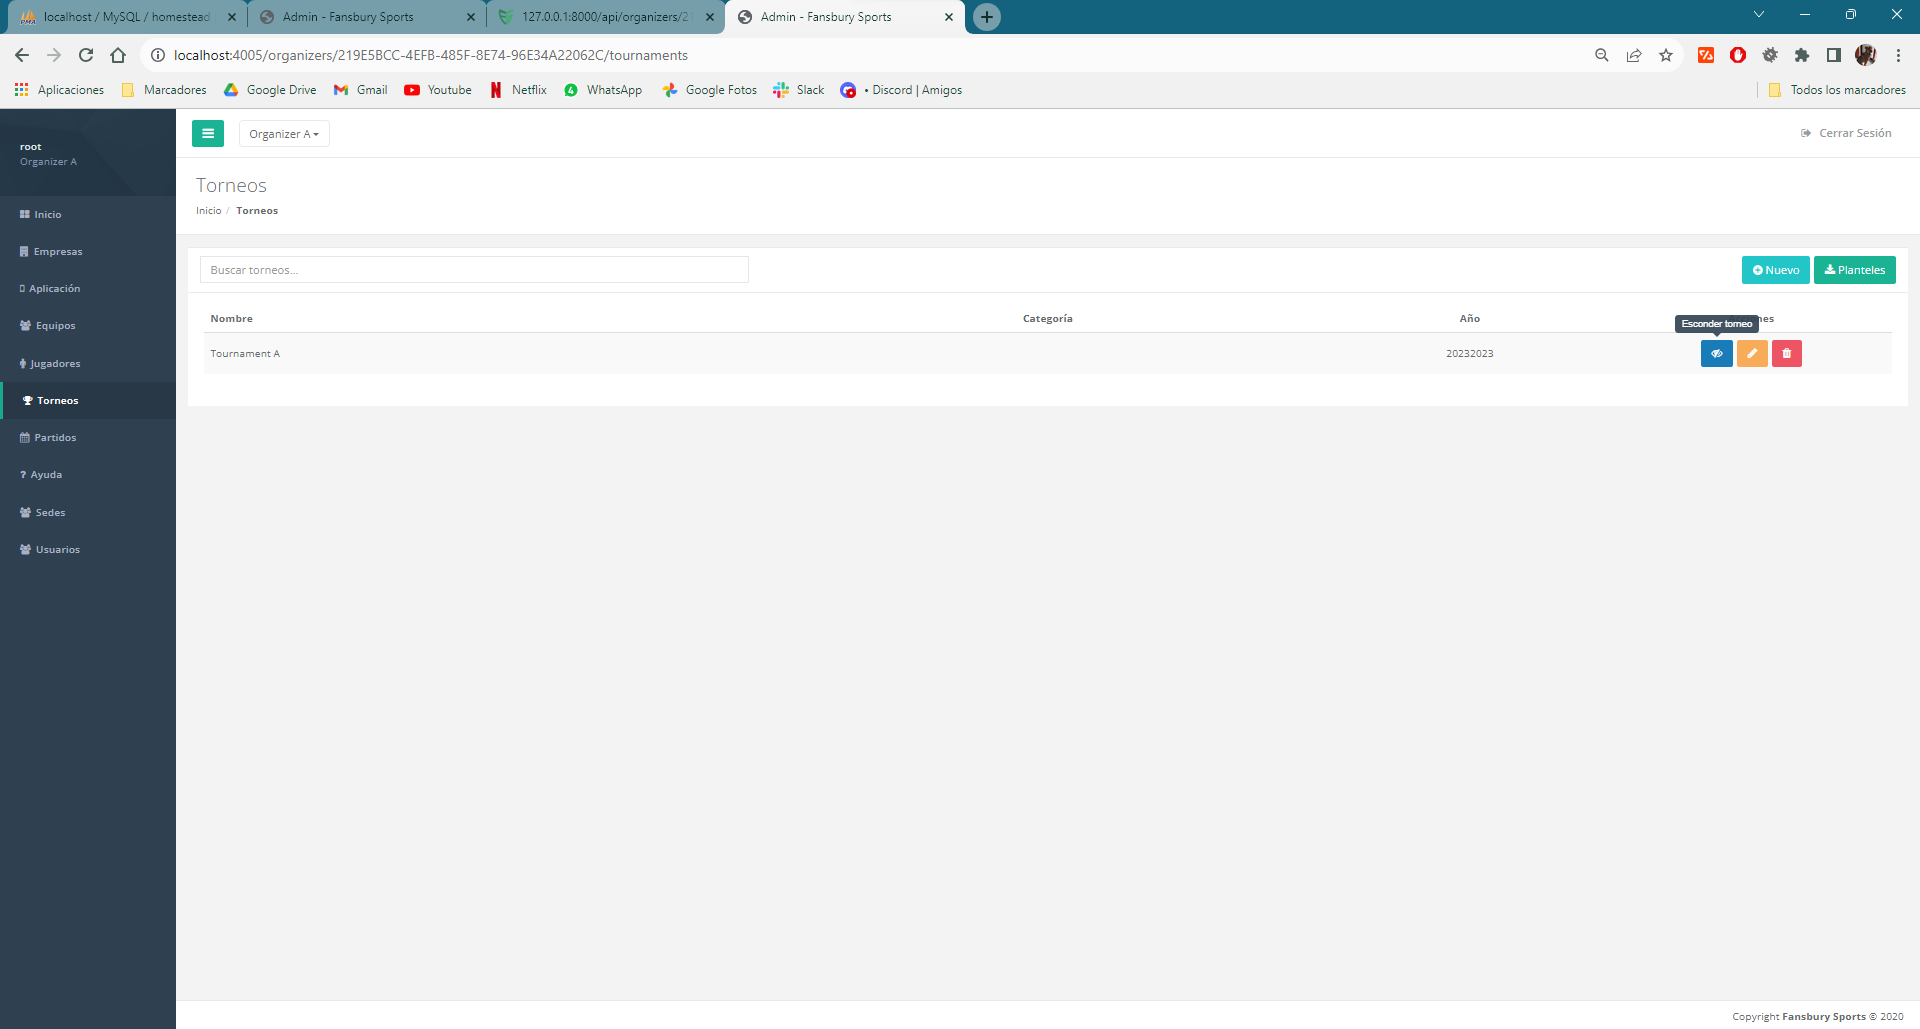 localhost / MySQL / homestead
Admin - Fansbury Sports
127.0.0.1:8000/api/organizers/21
Admin - Fansbury Sports
localhost:4005/organizers/219E5BCC-4EFB-485F-8E74-96E34A22062C/tournaments
Aplicaciones
Marcadores
Google Drive
Gmail
Youtube
Netflix
WhatsApp
Google Fotos
Slack
• Discord | Amigos
Todos los marcadores
root
Organizer A
Organizer A
Cerrar Sesión
Torneos
Inicio / Torneos
Inicio
Empresas
Aplicación
Equipos
Jugadores
Torneos
Partidos
Ayuda
Sedes
Usuarios
Buscar torneos...
Nuevo
Planteles
Nombre
Categoría
Año
Esconder torneo
Tournament A
20232023
Copyright Fansbury Sports © 2020